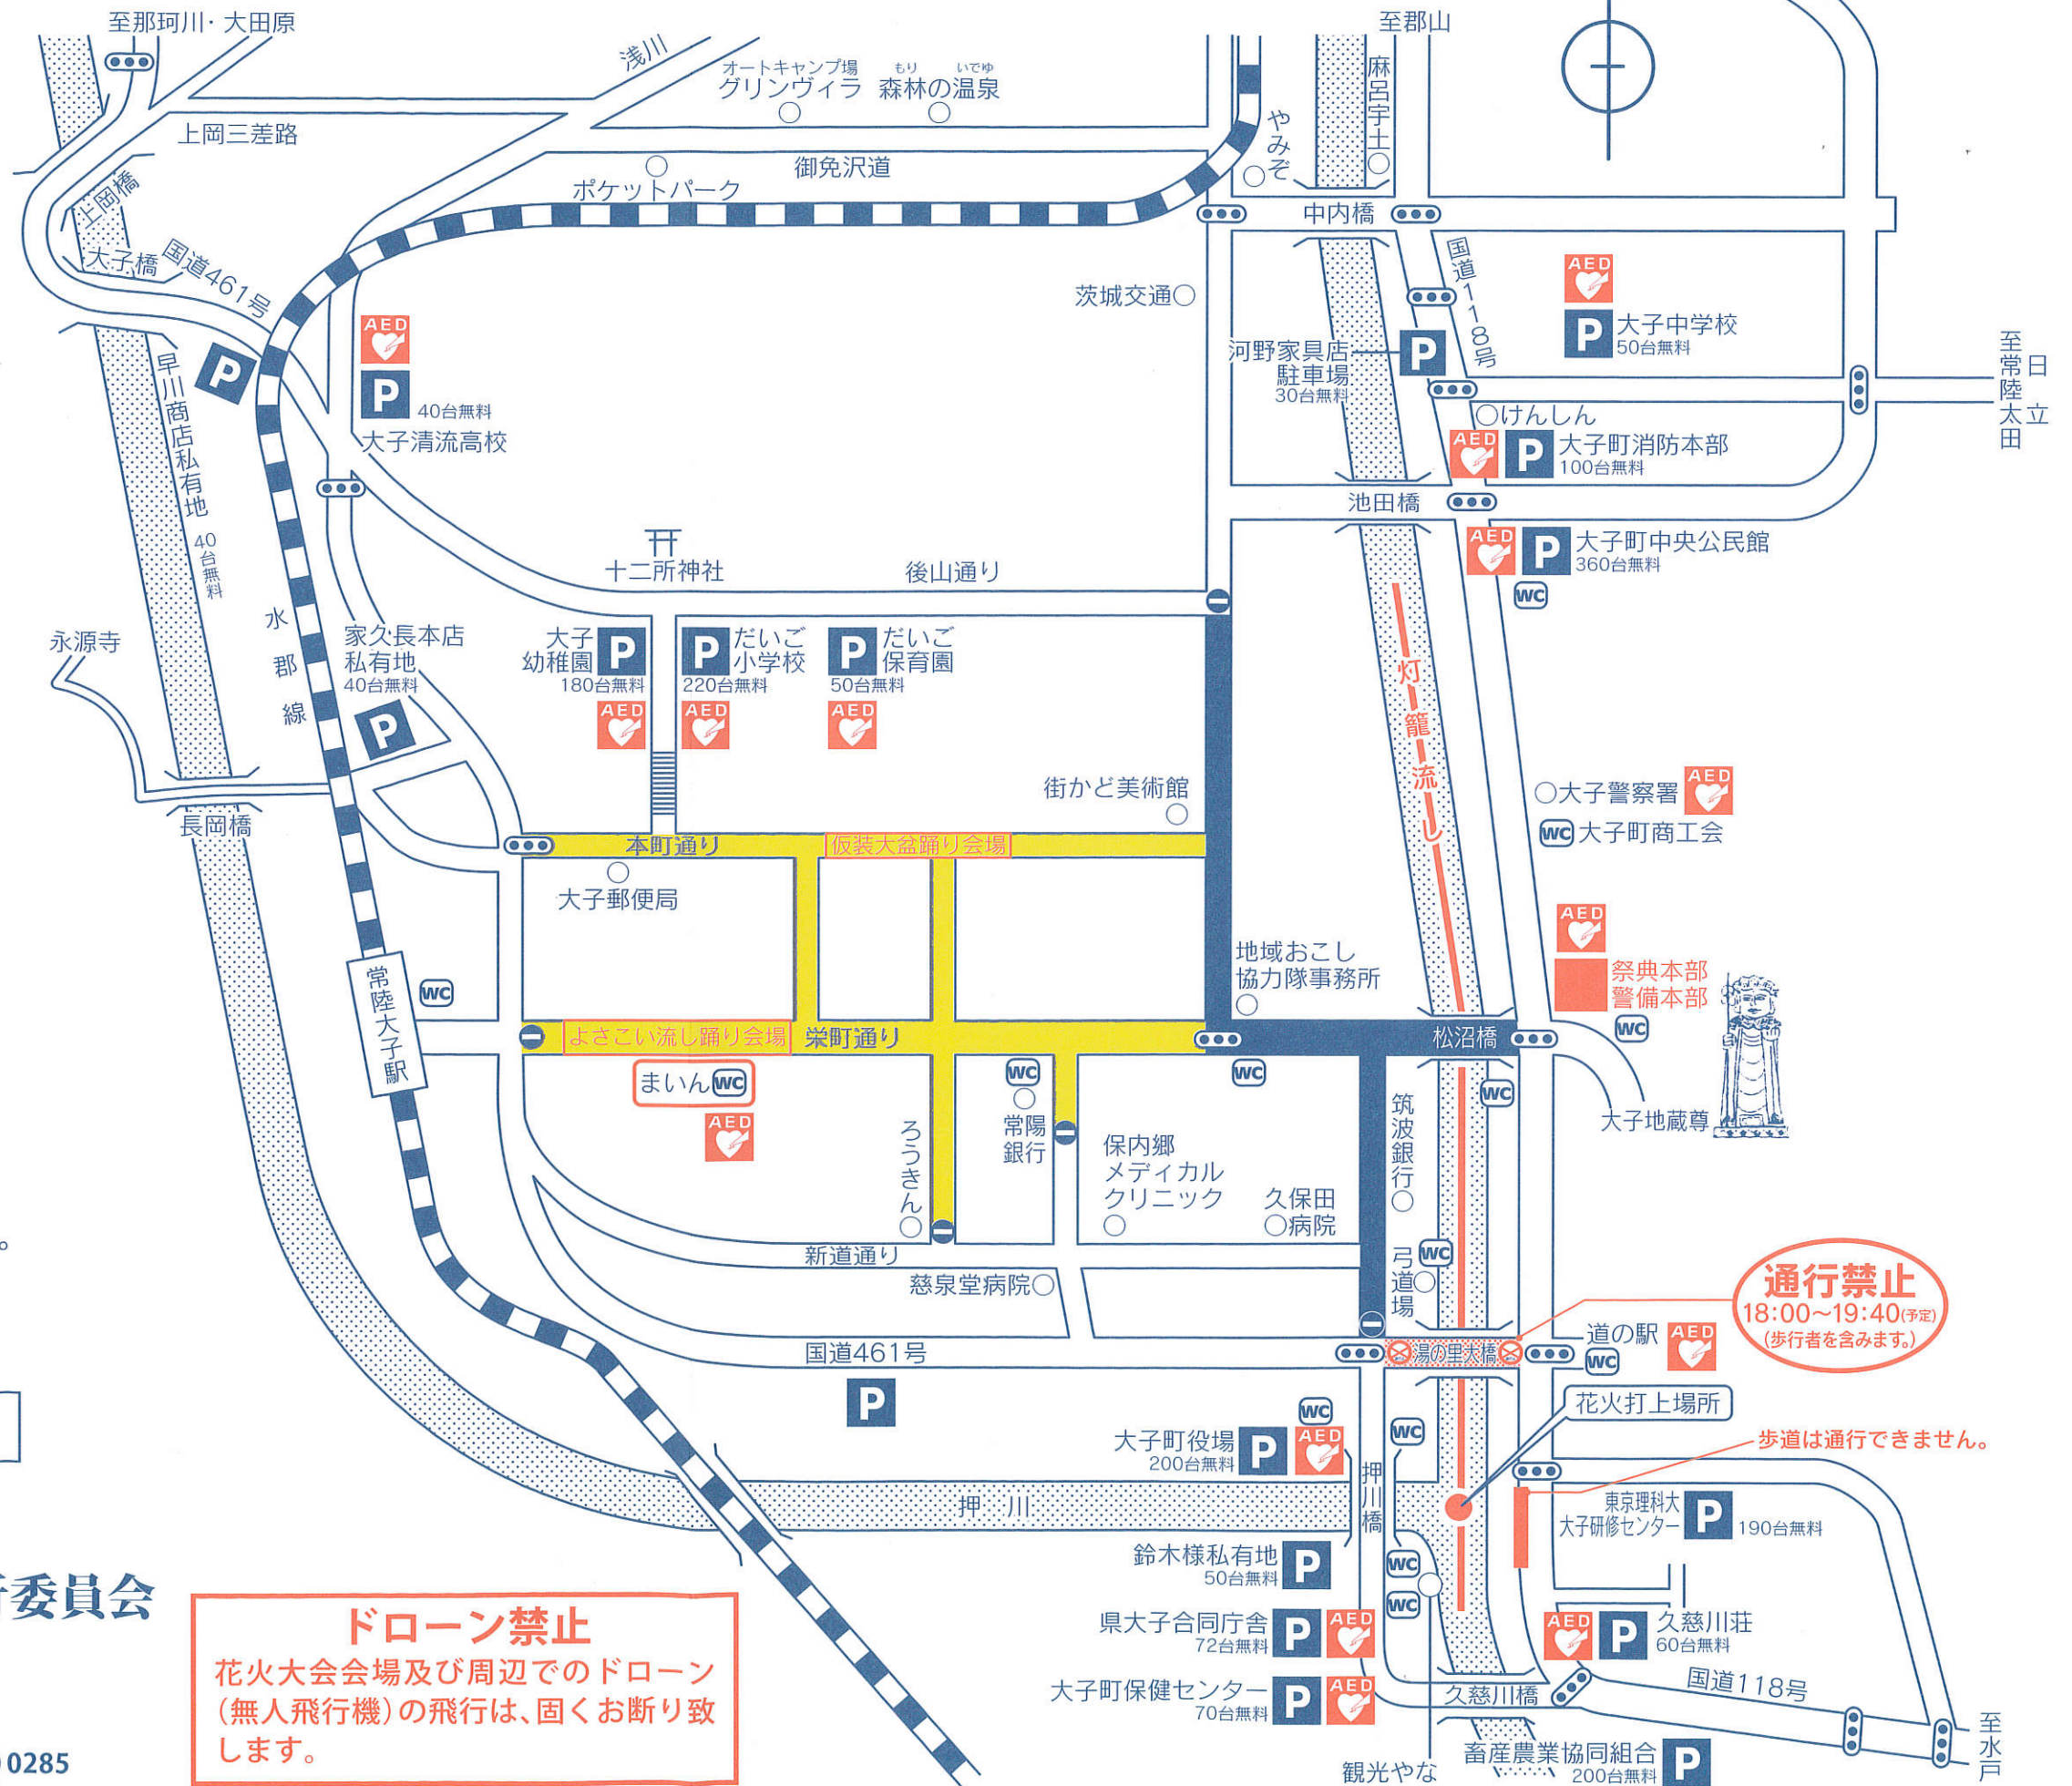 至那珂川・大田原
至郡山
浅川
オートキャンプ場
グリンヴィラ
もり いでゆ
森林の温泉
麻呂宇土
やみぞ
上岡三差路
御免沢道
ポケットパーク
上岡橋
中内橋
大子橋
国道461号
国道118号
茨城交通
AED
P 大子中学校
50台無料
河野家具店
駐車場
30台無料
P
至常陸太田
日立
AED
P 40台無料
大子清流高校
P
早川商店私有地 40台無料
けんしん
AED P 大子町消防本部
100台無料
池田橋
AED P 大子町中央公民館
360台無料
WC
十二所神社
後山通り
水郡線
永源寺
家久長本店
私有地
40台無料
P
大子
幼稚園
P
180台無料
AED
P だいご
小学校
220台無料
AED
P だいご
保育園
50台無料
AED
灯籠流し
街かど美術館
大子警察署 AED
WC 大子町商工会
長岡橋
本町通り
仮装大盆踊り会場
大子郵便局
AED
祭典本部
警備本部
WC
地域おこし
協力隊事務所
常陸大子駅
WC
よさこい流し踊り会場
栄町通り
松沼橋
まいん WC
AED
WC
常陽
銀行
WC
WC
大子地蔵尊
ろうきん
保内郷
メディカル
クリニック
久保田
病院
筑波銀行
弓道場
WC
新道通り
慈泉堂病院
通行禁止
18:00〜19:40(予定)
(歩行者を含みます。)
国道461号
湯の里大橋
道の駅 AED
WC
P
花火打上場所
歩道は通行できません。
WC
大子町役場 P AED
200台無料
WC
押川橋
押川
東京理科大
大子研修センター P 190台無料
鈴木様私有地 P
50台無料
WC
WC
県大子合同庁舎 P AED
72台無料
AED P 久慈川荘
60台無料
大子町保健センター P AED
70台無料
久慈川橋
国道118号
至水戸
観光やな
畜産農業協同組合 P
200台無料
。
委員会
0285
ドローン禁止
花火大会会場及び周辺でのドローン
(無人飛行機)の飛行は、固くお断り致
します。